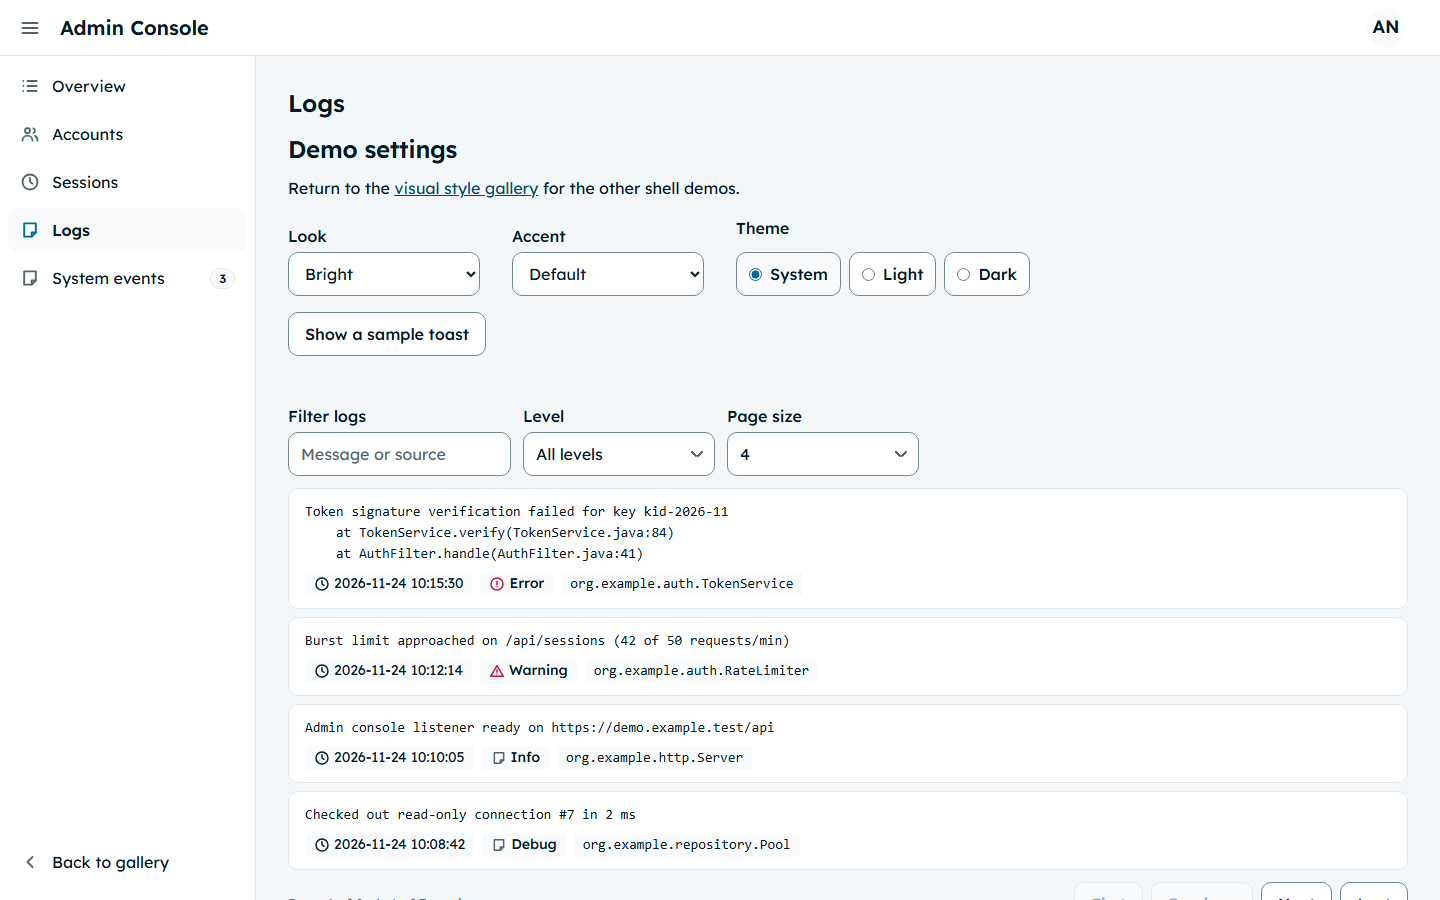 Admin Console
AN
Overview
Accounts
Sessions
Logs
System events 3
Back to gallery
Logs
Demo settings
Return to the visual style gallery for the other shell demos.
Look Accent Theme
Bright Default System Light Dark
Show a sample toast
Filter logs Level Page size
Message or source All levels 4
Token signature verification failed for key kid-2026-11
at TokenService.verify(TokenService.java:84)
at AuthFilter.handle(AuthFilter.java:41)
2026-11-24 10:15:30 Error org.example.auth.TokenService
Burst limit approached on /api/sessions (42 of 50 requests/min)
2026-11-24 10:12:14 Warning org.example.auth.RateLimiter
Admin console listener ready on https://demo.example.test/api
2026-11-24 10:10:05 Info org.example.http.Server
Checked out read-only connection #7 in 2 ms
2026-11-24 10:08:42 Debug org.example.repository.Pool